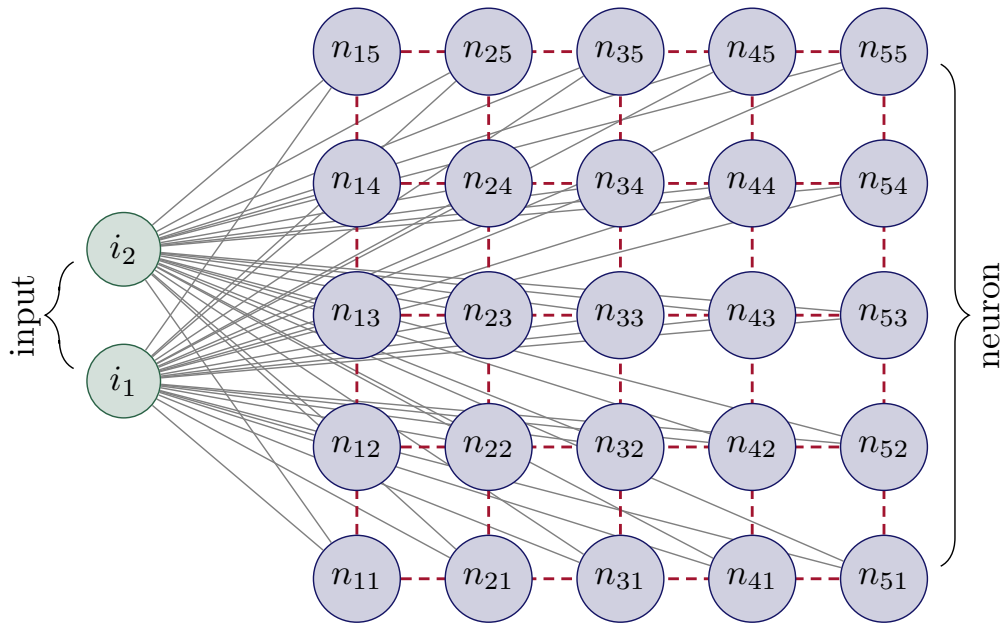 n₁₅ n₂₅ n₃₅ n₄₅ n₅₅
n₁₄ n₂₄ n₃₄ n₄₄ n₅₄
i₂
input
n₁₃ n₂₃ n₃₃ n₄₃ n₅₃
neuron
i₁
n₁₂ n₂₂ n₃₂ n₄₂ n₅₂
n₁₁ n₂₁ n₃₁ n₄₁ n₅₁